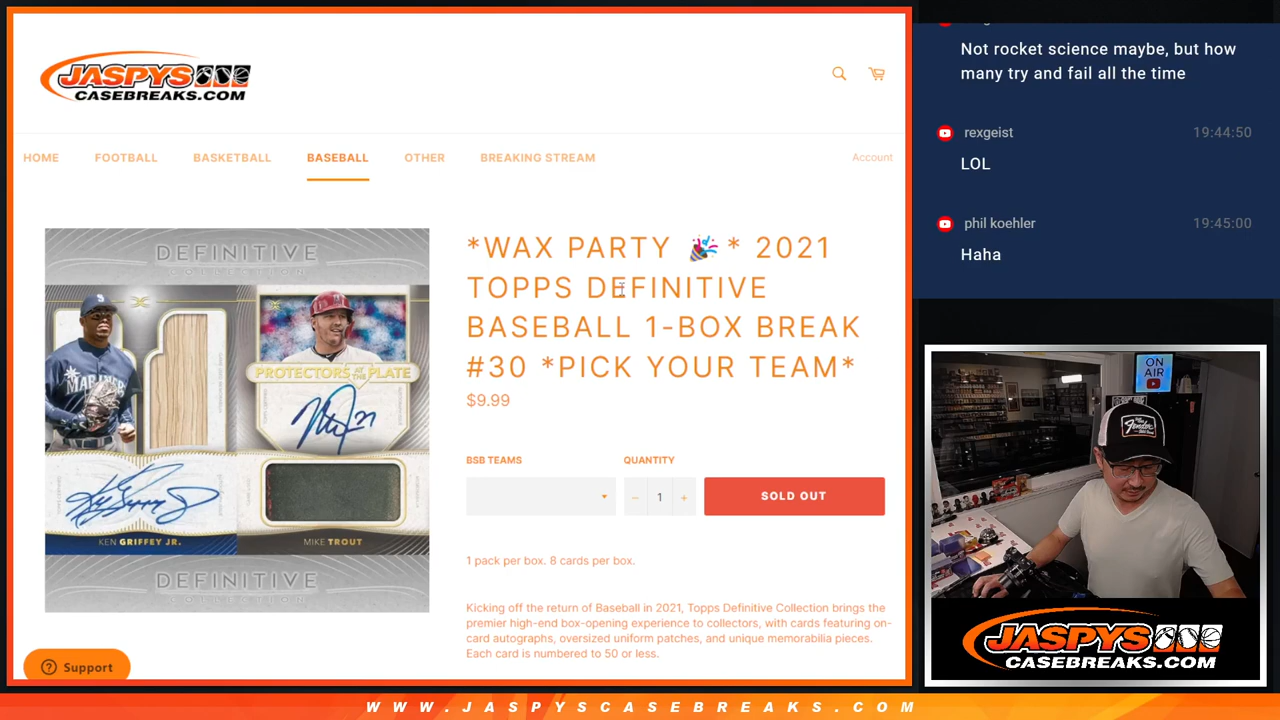 JASPYS
CASEBREAKS.COM
HOME FOOTBALL BASKETBALL BASEBALL OTHER BREAKING STREAM Account
DEFINITIVE
COLLECTION
PROTECTORS OF THE PLATE
KEN GRIFFEY JR. MIKE TROUT
DEFINITIVE
COLLECTION
*WAX PARTY 🎉* 2021
TOPPS DEFINITIVE
BASEBALL 1-BOX BREAK
#30 *PICK YOUR TEAM*
$9.99
BSB TEAMS QUANTITY
− 1 + SOLD OUT
1 pack per box. 8 cards per box.
Kicking off the return of Baseball in 2021, Topps Definitive Collection brings the
premier high-end box-opening experience to collectors, with cards featuring on-
card autographs, oversized uniform patches, and unique memorabilia pieces.
Each card is numbered to 50 or less.
Support
Not rocket science maybe, but how
many try and fail all the time
rexgeist 19:44:50
LOL
phil koehler 19:45:00
Haha
ON
AIR
Fender
JASPYS
CASEBREAKS.COM
WWW.JASPYSCASEBREAKS.COM